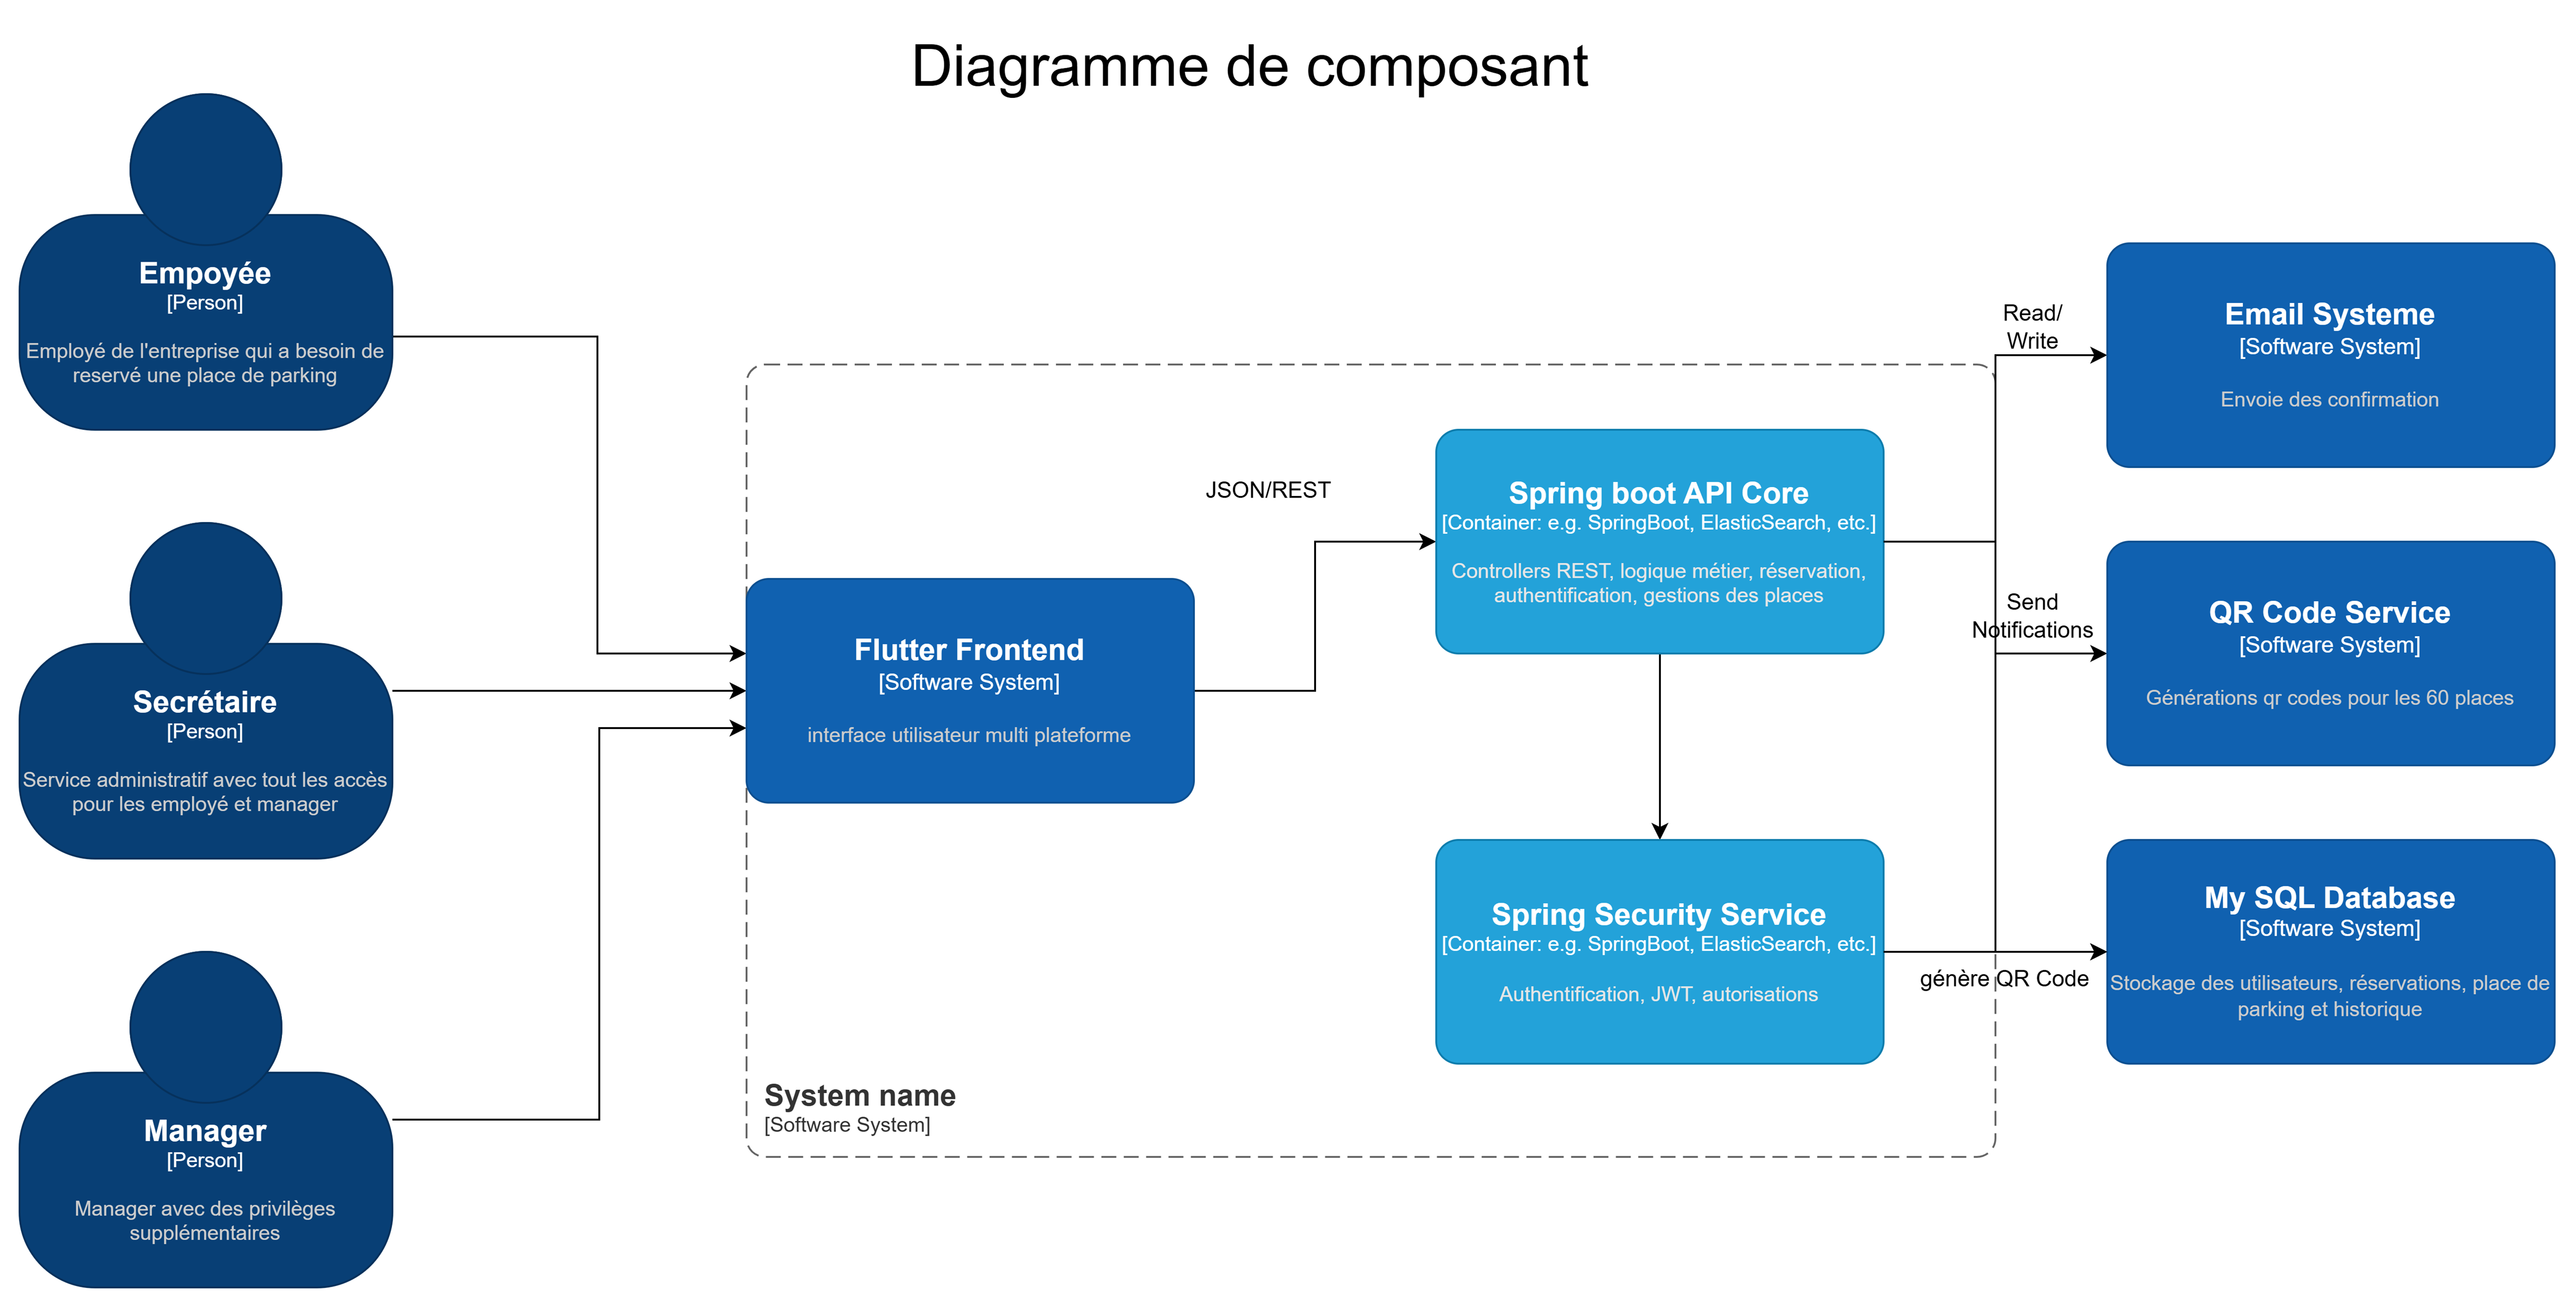 Diagramme de composant
Empoyée
[Person]
Employé de l'entreprise qui a besoin de
reservé une place de parking
Secrétaire
[Person]
Service administratif avec tout les accès
pour les employé et manager
Manager
[Person]
Manager avec des privilèges
supplémentaires
Flutter Frontend
[Software System]
interface utilisateur multi plateforme
System name
[Software System]
JSON/REST
Spring boot API Core
[Container: e.g. SpringBoot, ElasticSearch, etc.]
Controllers REST, logique métier, réservation,
authentification, gestions des places
Spring Security Service
[Container: e.g. SpringBoot, ElasticSearch, etc.]
Authentification, JWT, autorisations
Read/
Write
Send
Notifications
génère QR Code
Email Systeme
[Software System]
Envoie des confirmation
QR Code Service
[Software System]
Générations qr codes pour les 60 places
My SQL Database
[Software System]
Stockage des utilisateurs, réservations, place de
parking et historique